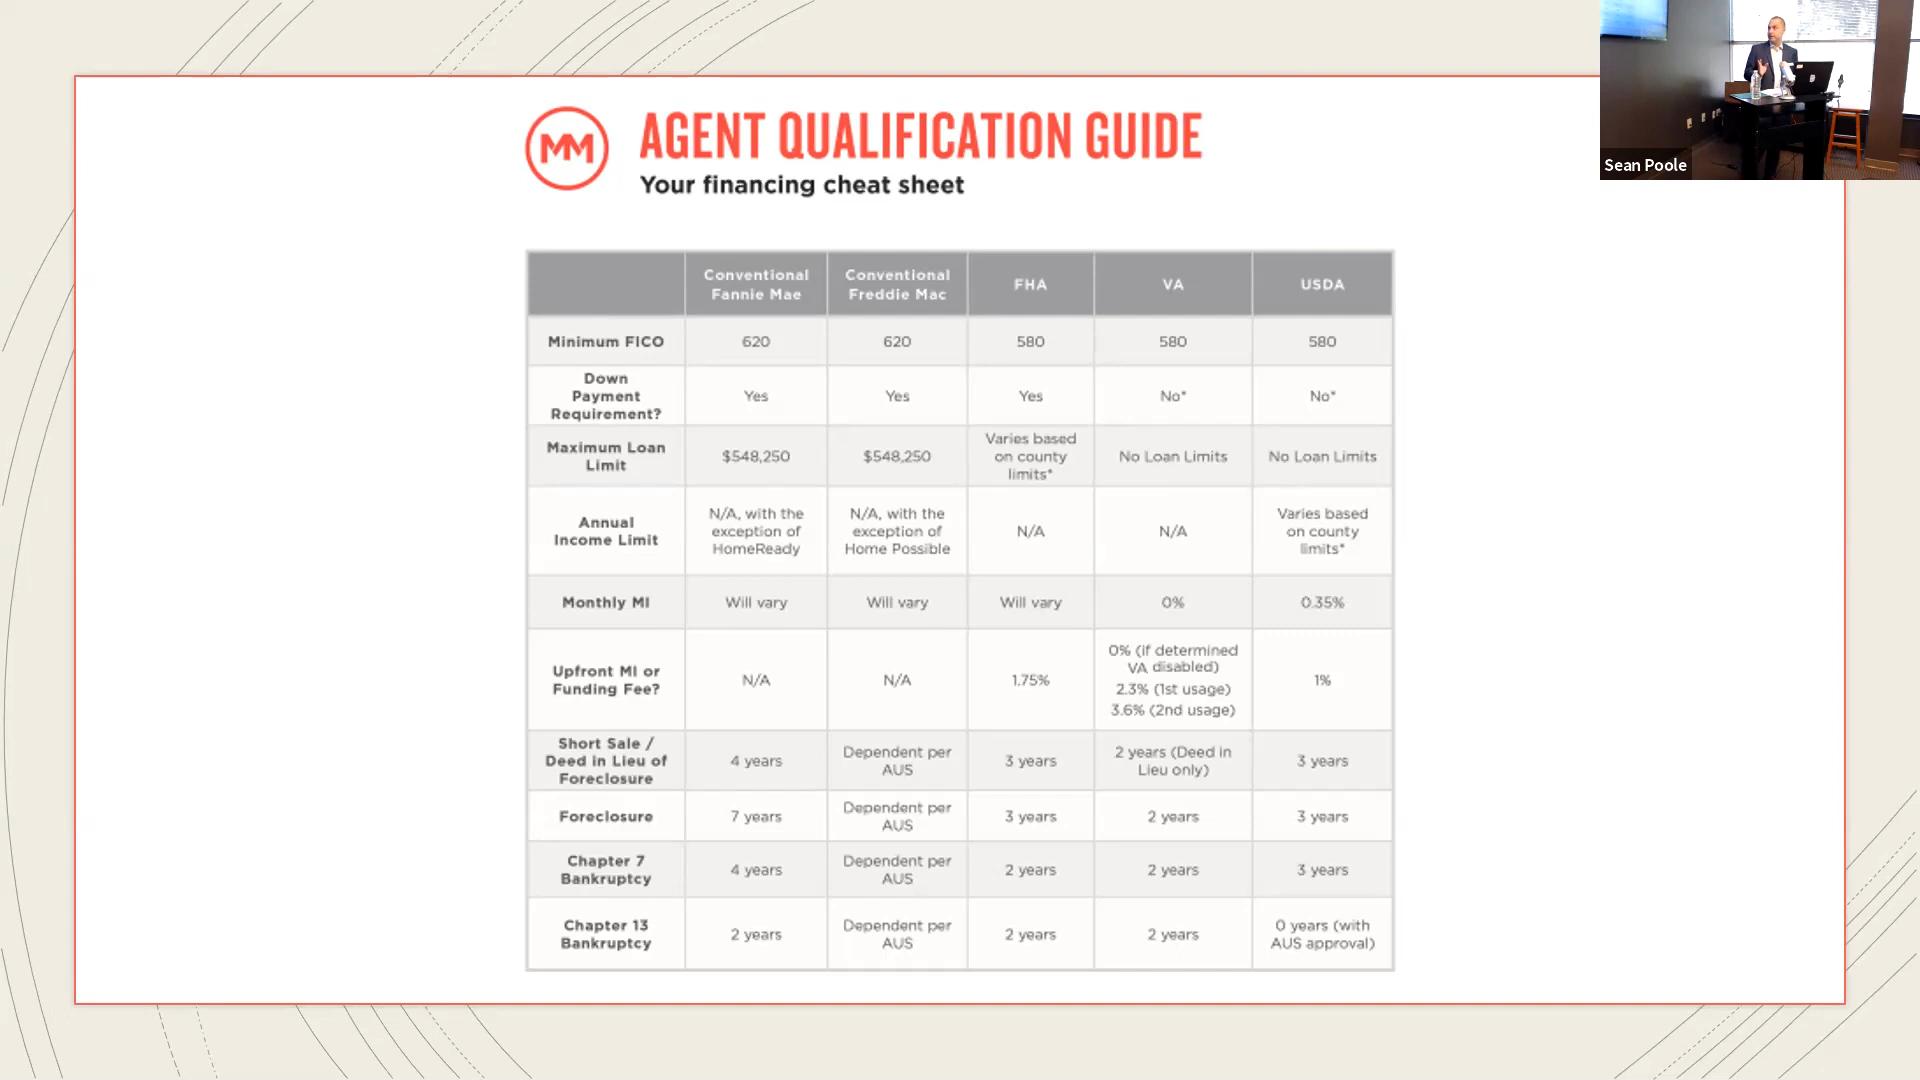 Sean Poole
MM
AGENT QUALIFICATION GUIDE
Your financing cheat sheet
Conventional
Fannie Mae
Conventional
Freddie Mac
FHA
VA
USDA
Minimum FICO
620
620
580
580
580
Down
Payment
Requirement?
Yes
Yes
Yes
No*
No*
Maximum Loan
Limit
$548,250
$548,250
Varies based
on county
limits*
No Loan Limits
No Loan Limits
Annual
Income Limit
N/A, with the
exception of
HomeReady
N/A, with the
exception of
Home Possible
N/A
N/A
Varies based
on county
limits*
Monthly MI
Will vary
Will vary
Will vary
0%
0.35%
Upfront MI or
Funding Fee?
N/A
N/A
1.75%
0% (if determined
VA disabled)
2.3% (1st usage)
3.6% (2nd usage)
1%
Short Sale /
Deed in Lieu of
Foreclosure
4 years
Dependent per
AUS
3 years
2 years (Deed in
Lieu only)
3 years
Foreclosure
7 years
Dependent per
AUS
3 years
2 years
3 years
Chapter 7
Bankruptcy
4 years
Dependent per
AUS
2 years
2 years
3 years
Chapter 13
Bankruptcy
2 years
Dependent per
AUS
2 years
2 years
0 years (with
AUS approval)